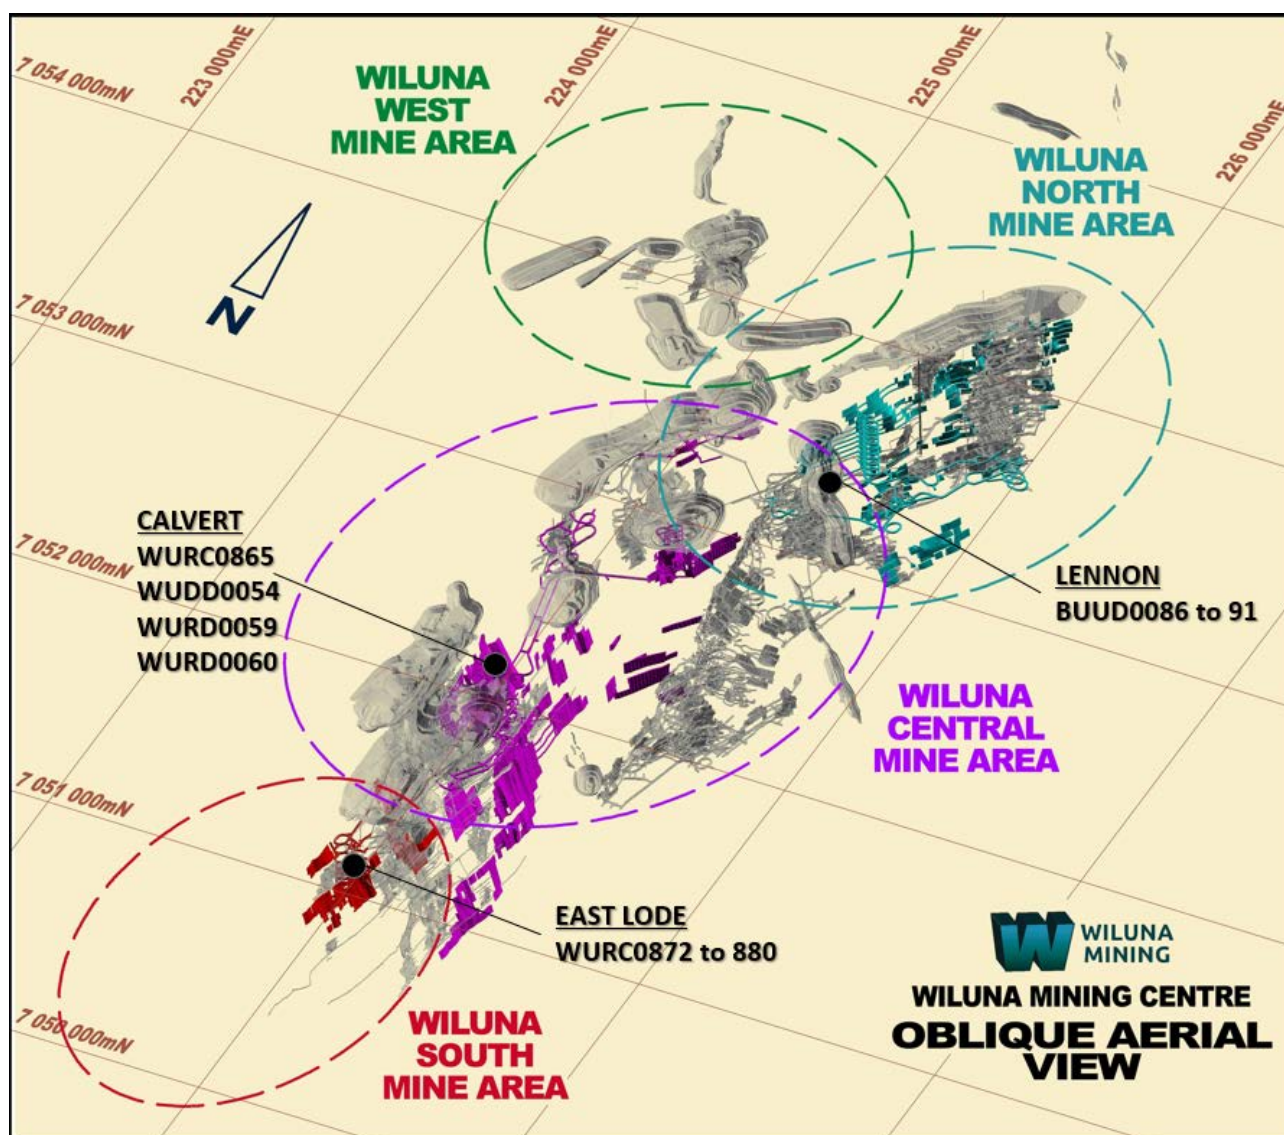 7 054 000mN
223 000mE
224 000mE
225 000mE
226 000mE
WILUNA
WEST
MINE AREA
WILUNA
NORTH
MINE AREA
N
7 053 000mN
CALVERT
WURC0865
WUDD0054
WURD0059
WURD0060
7 052 000mN
LENNON
BUUD0086 to 91
WILUNA
CENTRAL
MINE AREA
7 051 000mN
EAST LODE
WURC0872 to 880
7 050 000mN
WILUNA
SOUTH
MINE AREA
W WILUNA
MINING
WILUNA MINING CENTRE
OBLIQUE AERIAL
VIEW